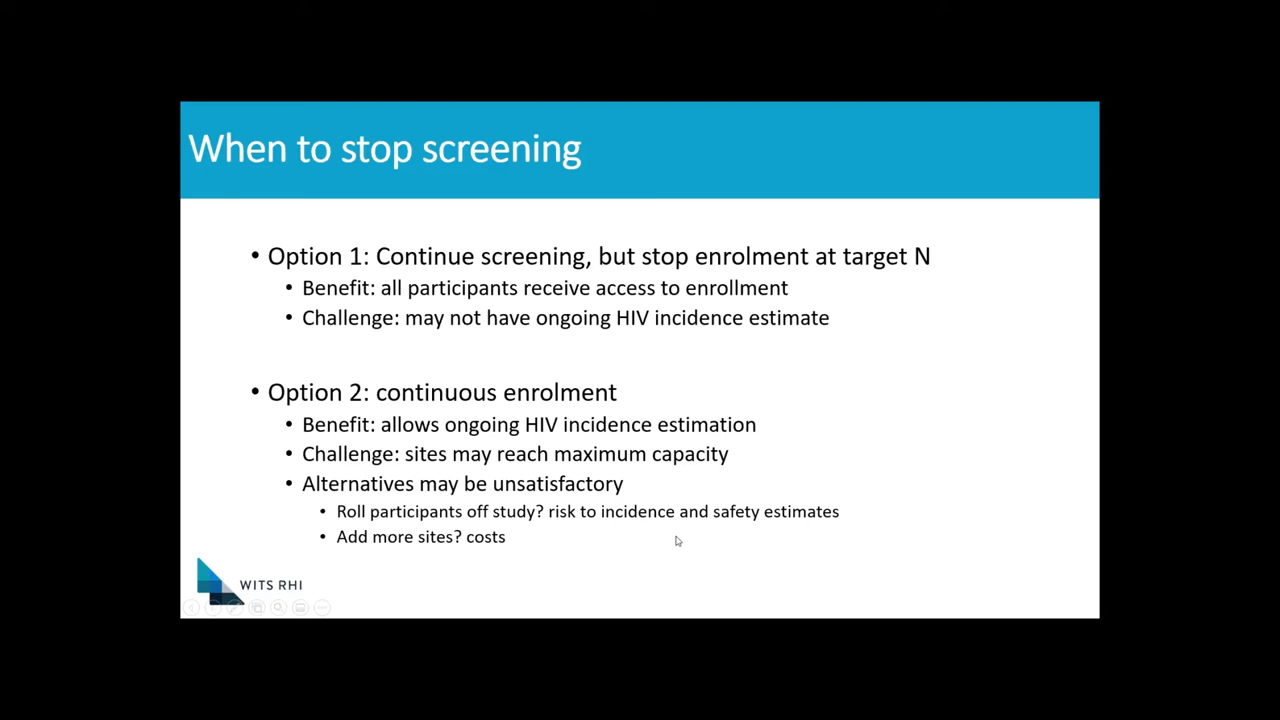 When to stop screening
• Option 1: Continue screening, but stop enrolment at target N
• Benefit: all participants receive access to enrollment
• Challenge: may not have ongoing HIV incidence estimate
• Option 2: continuous enrolment
• Benefit: allows ongoing HIV incidence estimation
• Challenge: sites may reach maximum capacity
• Alternatives may be unsatisfactory
• Roll participants off study? risk to incidence and safety estimates
• Add more sites? costs
WITS RHI